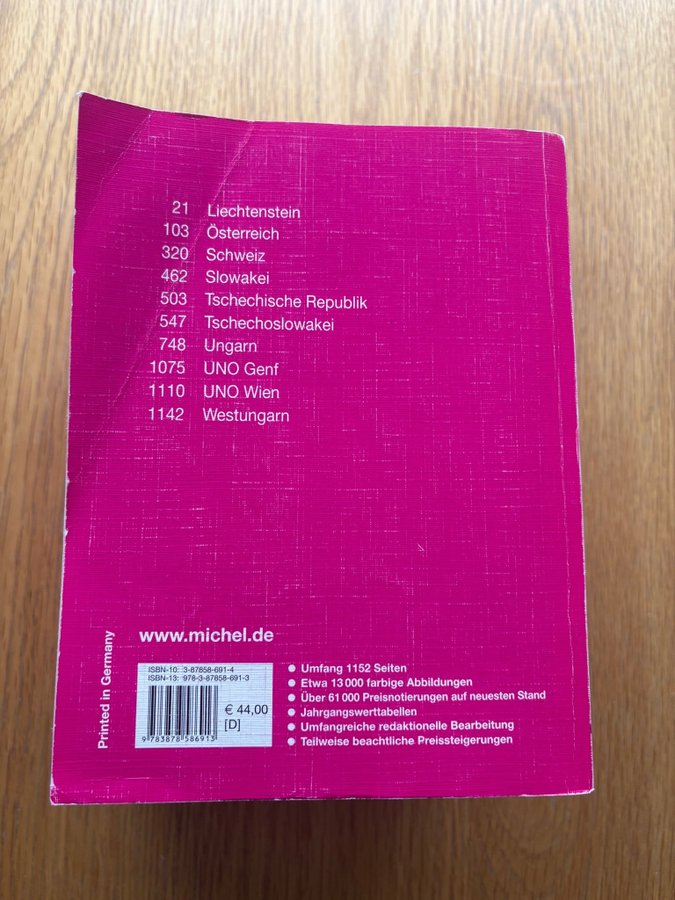 21 Liechtenstein
103 Österreich
320 Schweiz
462 Slowakei
503 Tschechische Republik
547 Tschechoslowakei
748 Ungarn
1075 UNO Genf
1110 UNO Wien
1142 Westungarn
www.michel.de
Printed in Germany
ISBN-10: 3-87858-691-4
ISBN-13: 978-3-87858-691-3
€ 44,00
[D]
9 783878 586913
● Umfang 1152 Seiten
● Etwa 13 000 farbige Abbildungen
● Über 61 000 Preisnotierungen auf neuesten Stand
● Jahrgangswerttabellen
● Umfangreiche redaktionelle Bearbeitung
● Teilweise beachtliche Preissteigerungen